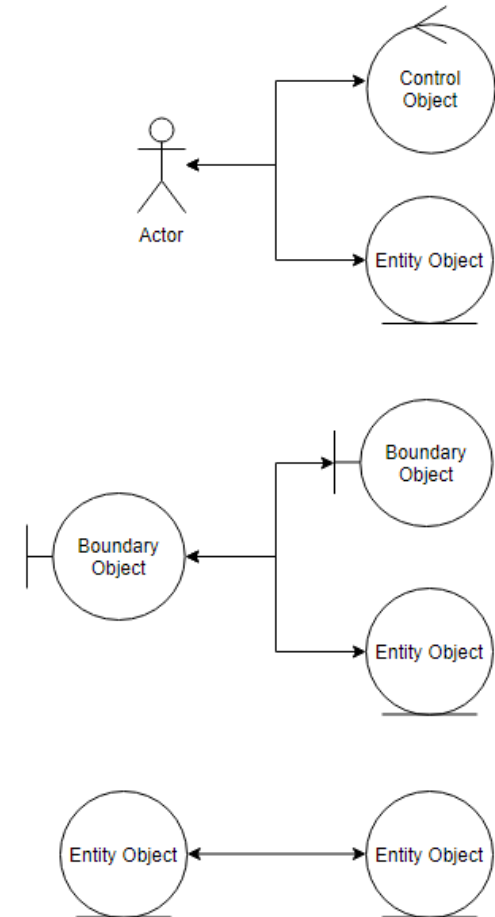 Control
Object
Actor
Entity Object
Boundary
Object
Boundary
Object
Entity Object
Entity Object
Entity Object